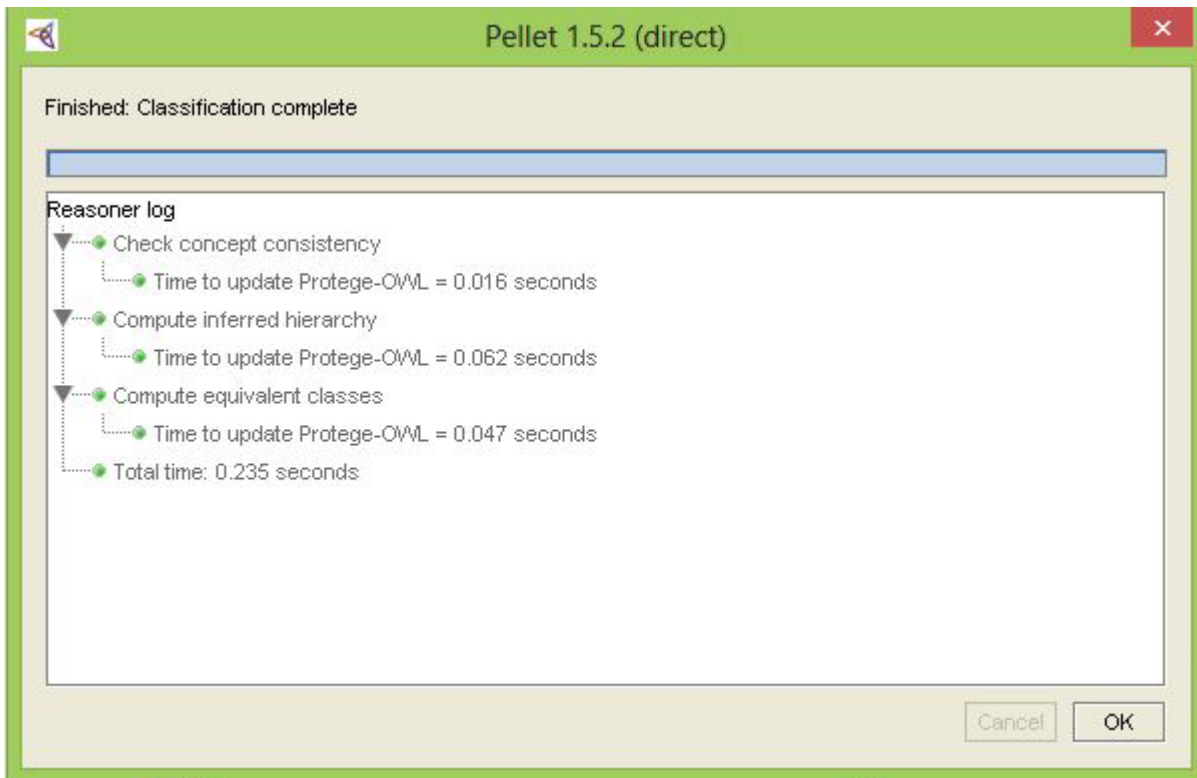 Pellet 1.5.2 (direct)
Finished: Classification complete
Reasoner log
Check concept consistency
Time to update Protege-OWL = 0.016 seconds
Compute inferred hierarchy
Time to update Protege-OWL = 0.062 seconds
Compute equivalent classes
Time to update Protege-OWL = 0.047 seconds
Total time: 0.235 seconds
Cancel OK